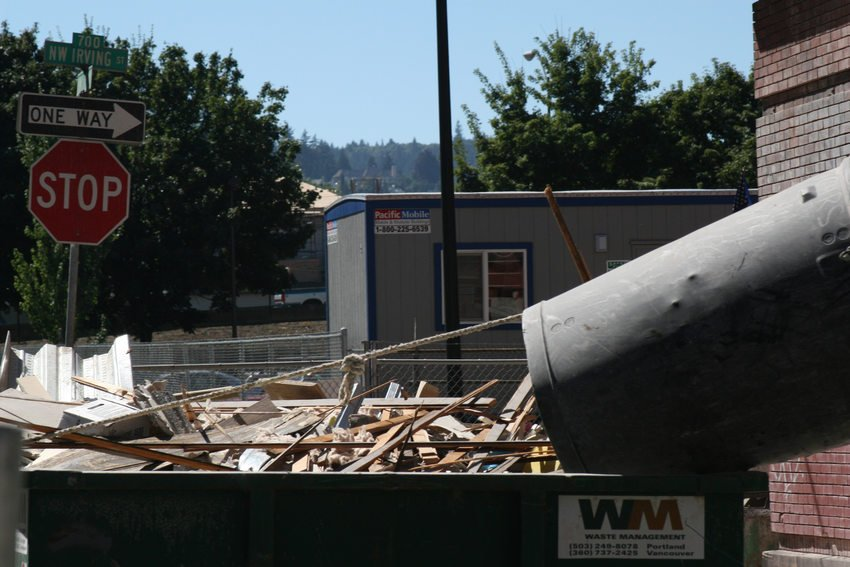 700
NW IRVING ST
ONE WAY
STOP
Pacific Mobile
1-800-225-6539
WM
WASTE MANAGEMENT
(503) 249-8078 Portland
(360) 737-2425 Vancouver